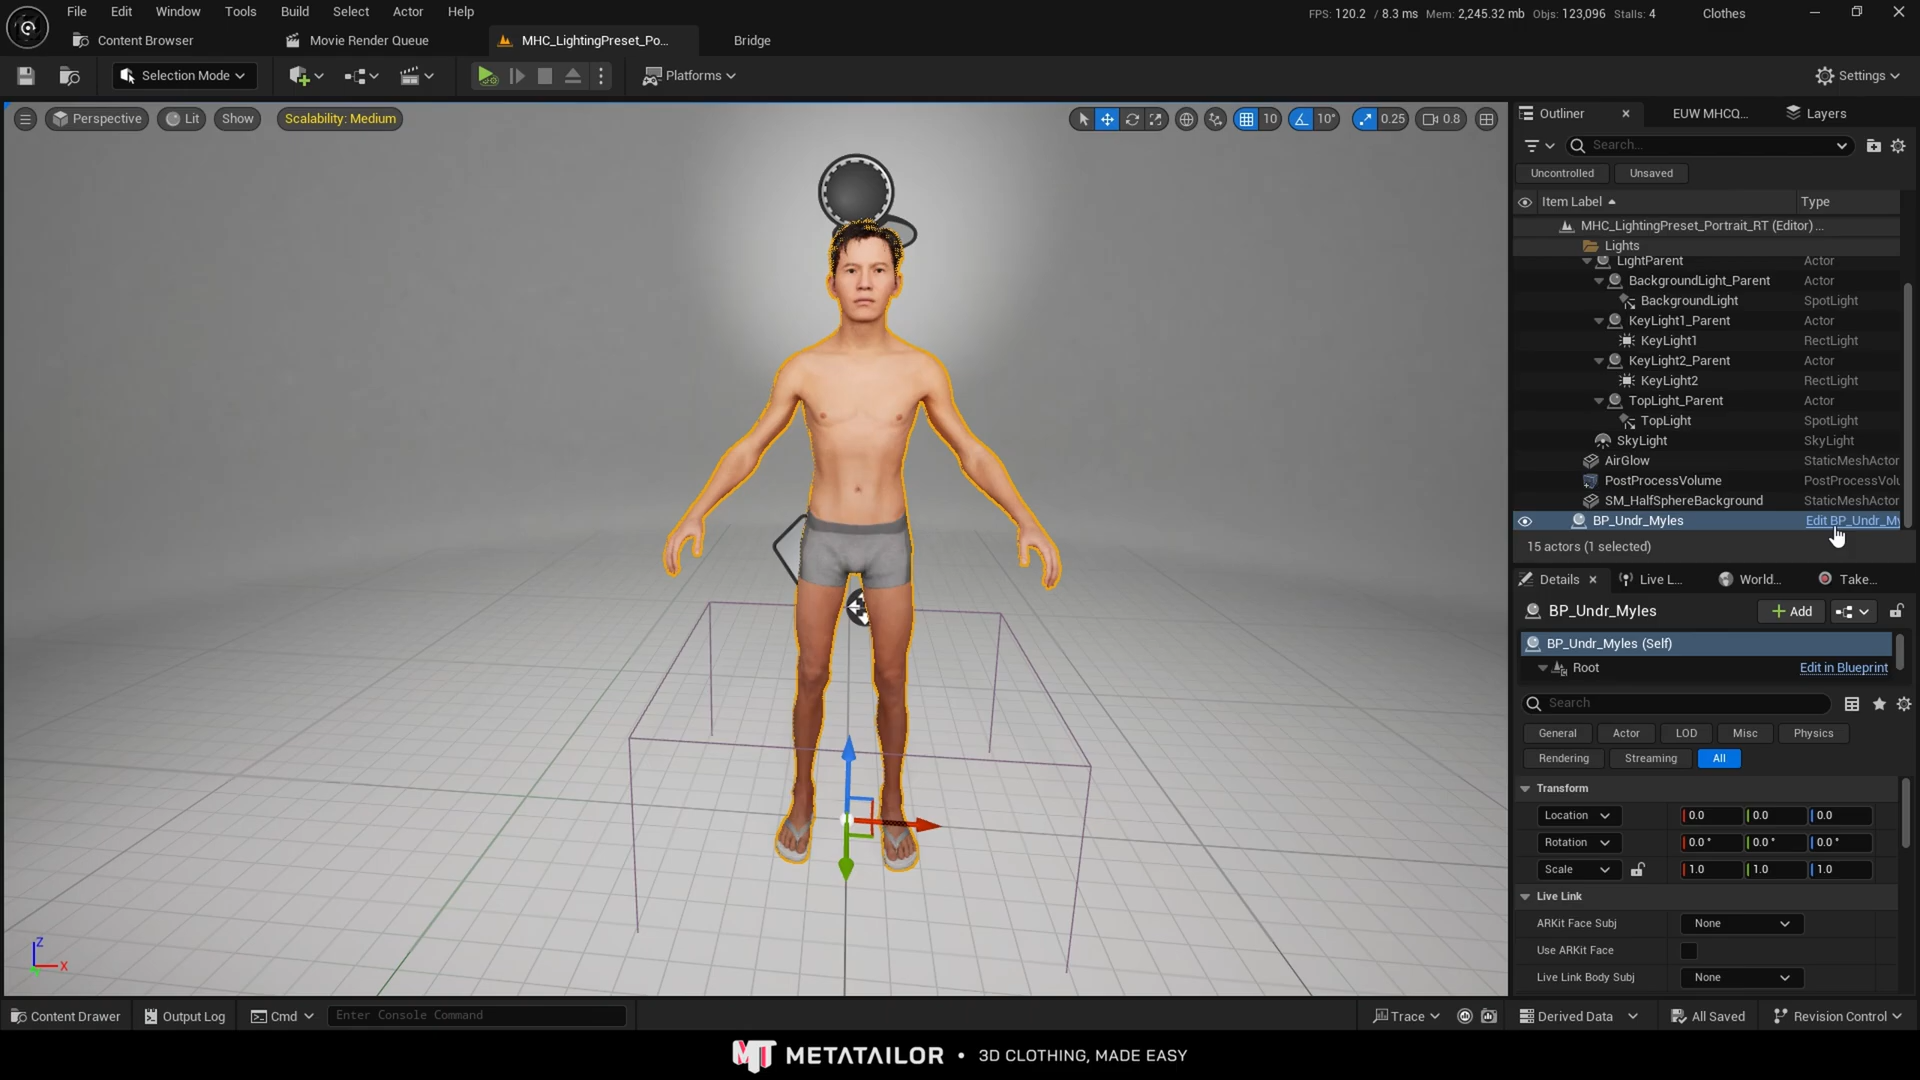 File Edit Window Tools Build Select Actor Help
FPS: 120.2 / 8.3 ms Mem: 2,245.32 mb Objs: 123,096 Stalls: 4 Clothes
Content Browser Movie Render Queue MHC_LightingPreset_Po... Bridge
Selection Mode Platforms Settings
Perspective Lit Show Scalability: Medium 10 10° 0.25 0.8
Outliner EUW MHCQ... Layers
Search...
Uncontrolled Unsaved
Item Label Type
MHC_LightingPreset_Portrait_RT (Editor)...
Lights
LightParent Actor
BackgroundLight_Parent Actor
BackgroundLight SpotLight
KeyLight1_Parent Actor
KeyLight1 RectLight
KeyLight2_Parent Actor
KeyLight2 RectLight
TopLight_Parent Actor
TopLight SpotLight
SkyLight SkyLight
AirGlow StaticMeshActor
PostProcessVolume PostProcessVolu
SM_HalfSphereBackground StaticMeshActor
BP_Undr_Myles Edit BP_Undr_My
15 actors (1 selected)
Details Live L... World... Take...
BP_Undr_Myles Add
BP_Undr_Myles (Self)
Root Edit in Blueprint
Search
General Actor LOD Misc Physics
Rendering Streaming All
Transform
Location 0.0 0.0 0.0
Rotation 0.0° 0.0° 0.0°
Scale 1.0 1.0 1.0
Live Link
ARKit Face Subj None
Use ARKit Face
Live Link Body Subj None
Z
X
Content Drawer Output Log Cmd Enter Console Command Trace Derived Data All Saved Revision Control
MT METATAILOR • 3D CLOTHING, MADE EASY